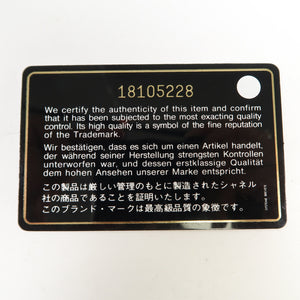 18105228
We certify the authenticity of this item and confirm
that it has been subjected to the most exacting quality
control. Its high quality is a symbol of the fine reputation
of the Trademark.
Wir bestätigen, dass es sich um einen Artikel handelt,
der während seiner Herstellung strengsten Kontrollen
unterworfen war, und dessen erstklassige Qualität
dem hohen Ansehen unserer Marke entspricht.
この製品は厳しい管理のもとに製造されたシャネル
社の商品であることを証明いたします。
このブランド・マークは最高級品質の象徴です。